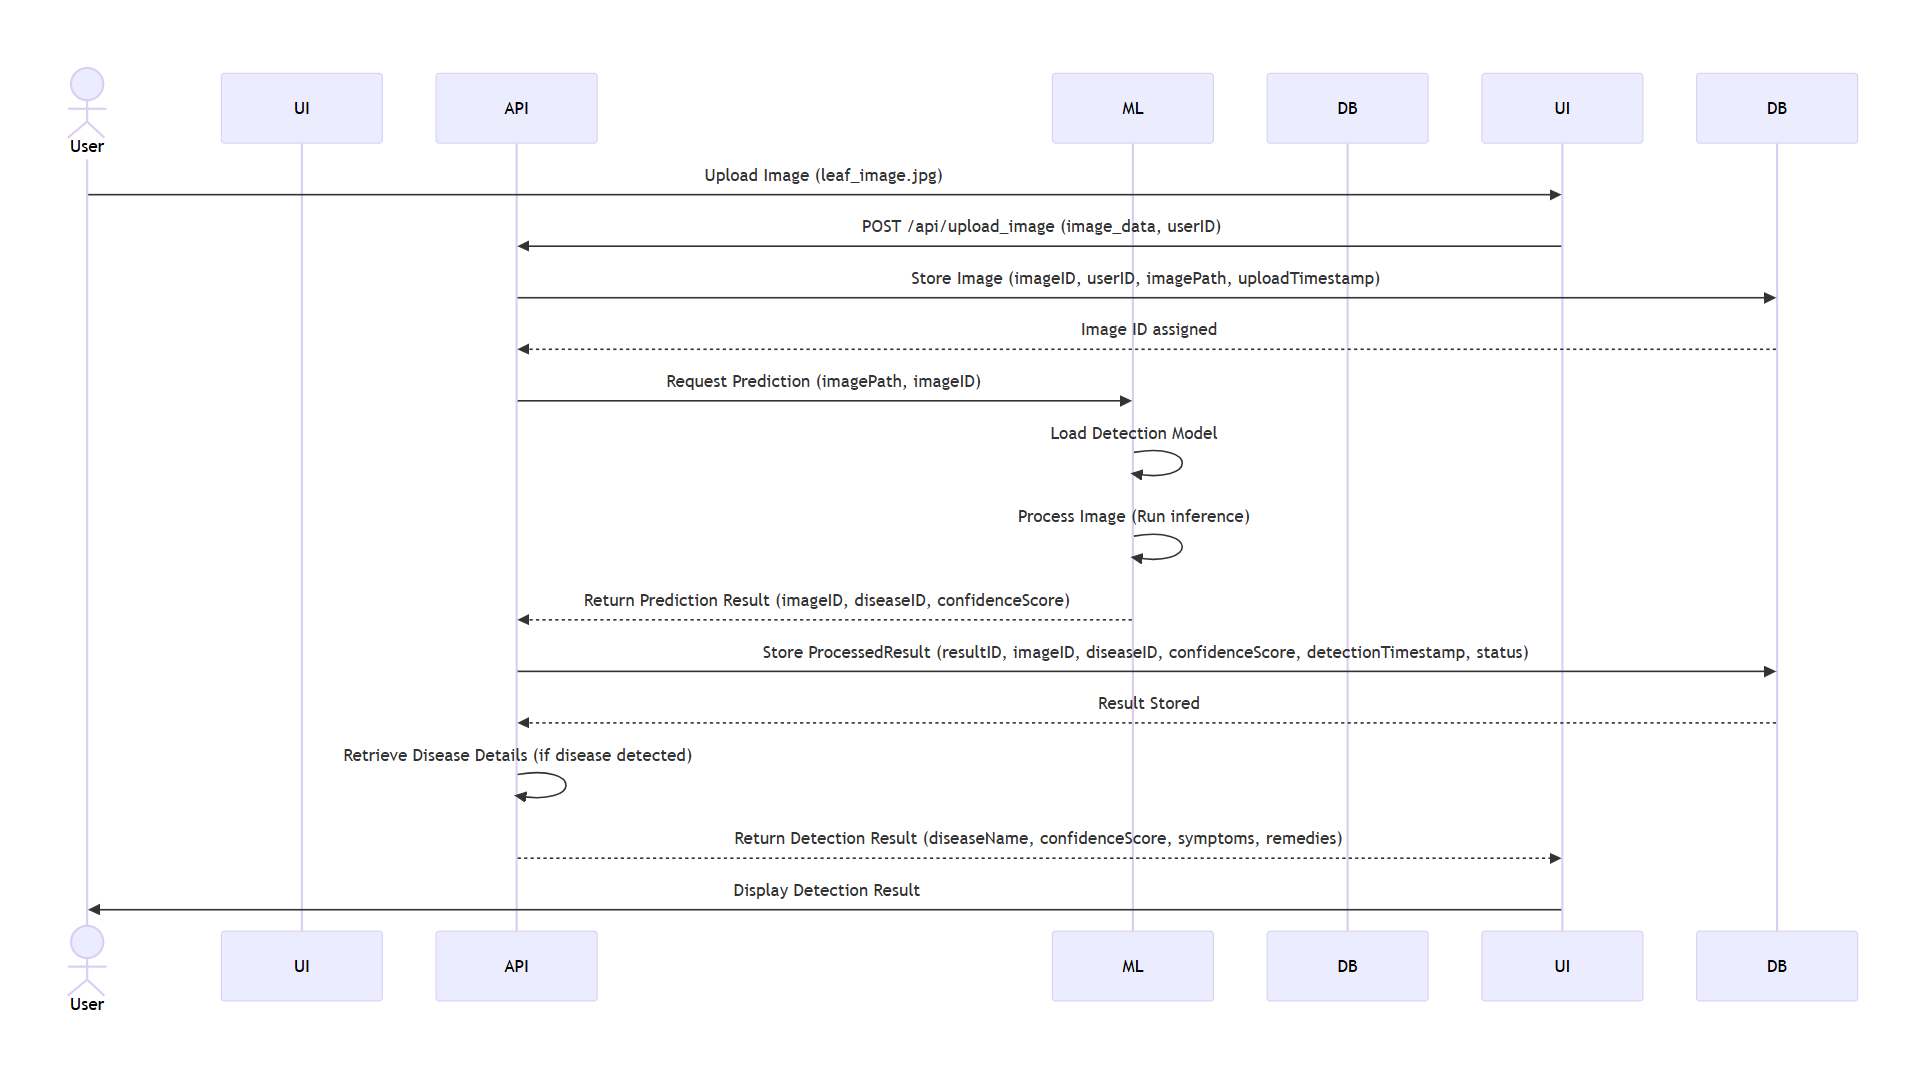 User
UI
API
ML
DB
UI
DB
Upload Image (leaf_image.jpg)
POST /api/upload_image (image_data, userID)
Store Image (imageID, userID, imagePath, uploadTimestamp)
Image ID assigned
Request Prediction (imagePath, imageID)
Load Detection Model
Process Image (Run inference)
Return Prediction Result (imageID, diseaseID, confidenceScore)
Store ProcessedResult (resultID, imageID, diseaseID, confidenceScore, detectionTimestamp, status)
Result Stored
Retrieve Disease Details (if disease detected)
Return Detection Result (diseaseName, confidenceScore, symptoms, remedies)
Display Detection Result
User
UI
API
ML
DB
UI
DB